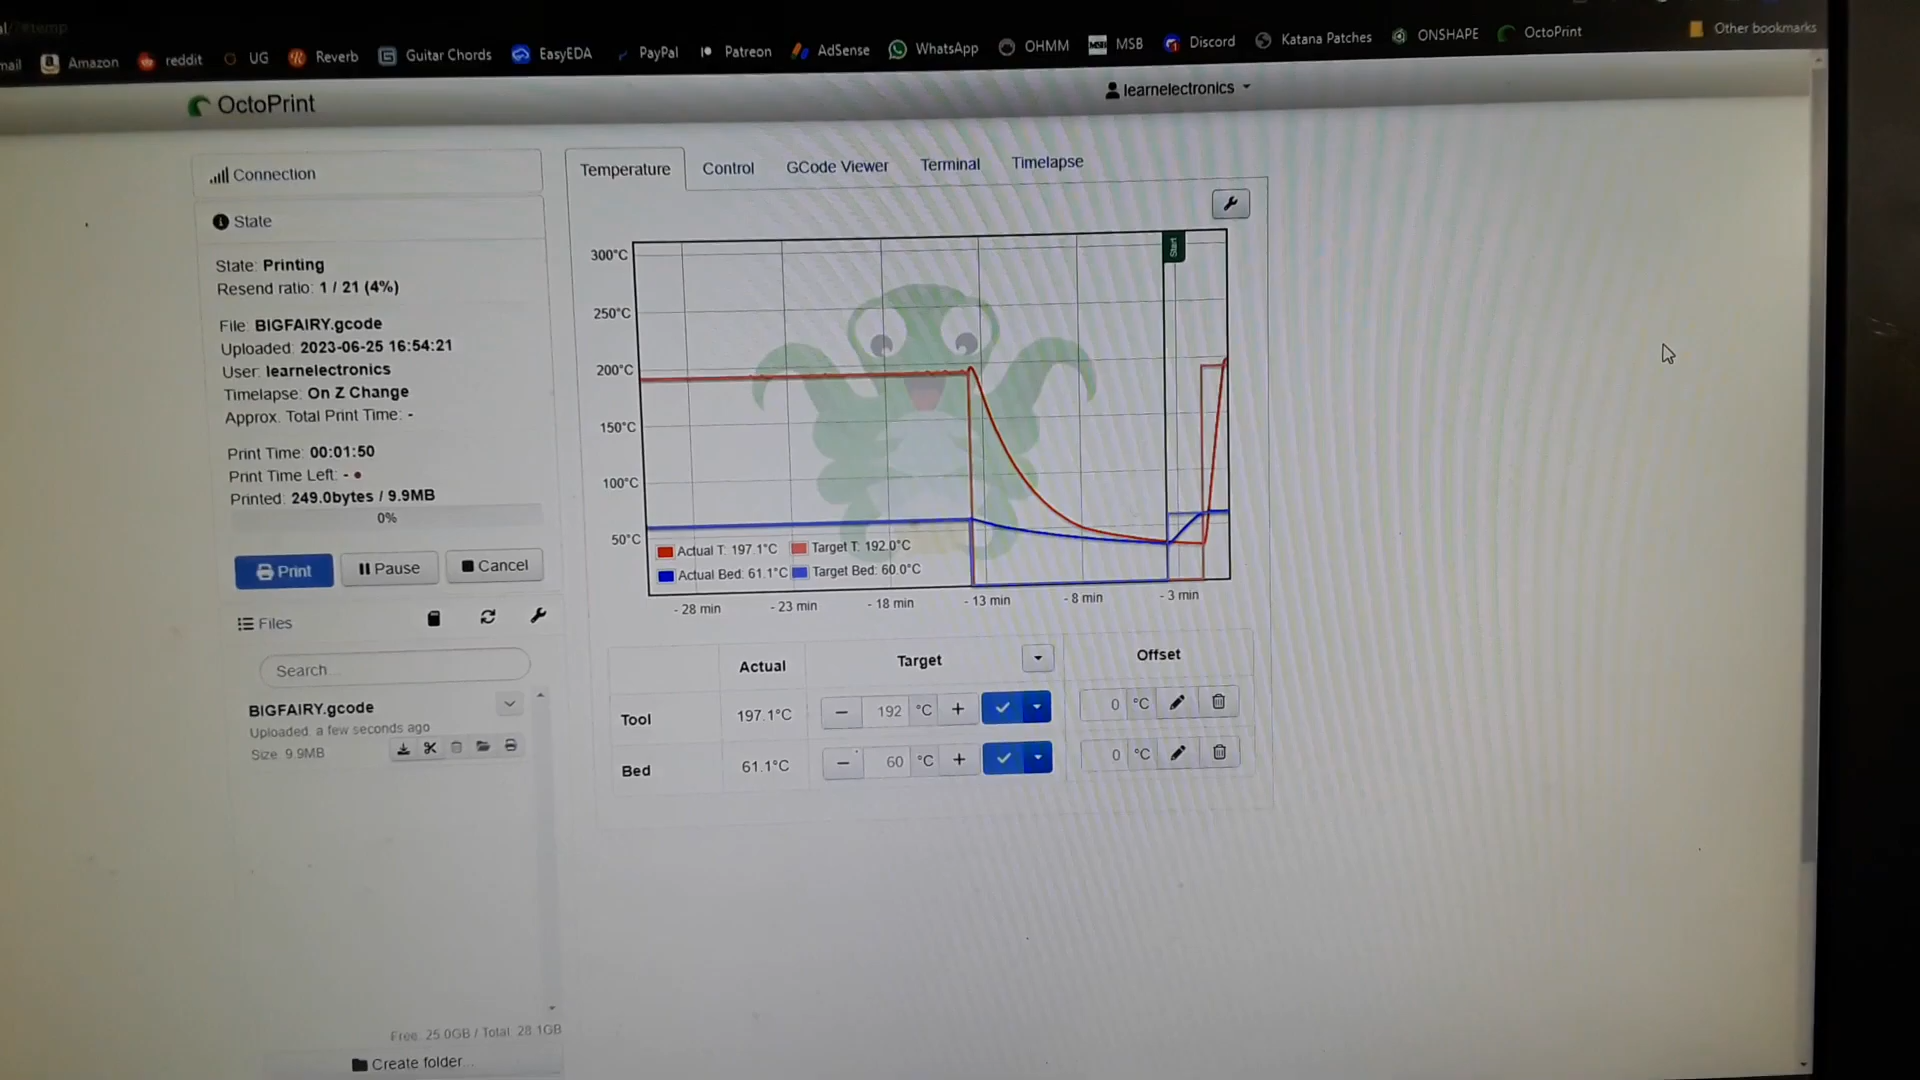 /?#temp
mail Amazon reddit UG Reverb Guitar Chords EasyEDA PayPal Patreon AdSense WhatsApp OHMM MSB Discord Katana Patches ONSHAPE OctoPrint Other bookmarks
OctoPrint
learnelectronics
Connection
State
State: Printing
Resend ratio: 1 / 21 (4%)
File: BIGFAIRY.gcode
Uploaded: 2023-06-25 16:54:21
User: learnelectronics
Timelapse: On Z Change
Approx. Total Print Time: -
Print Time: 00:01:50
Print Time Left: -
Printed: 249.0bytes / 9.9MB
0%
Print Pause Cancel
Files
Search...
BIGFAIRY.gcode
Uploaded: a few seconds ago
Size: 9.9MB
Free: 25.0GB / Total: 28.1GB
Create folder...
Temperature Control GCode Viewer Terminal Timelapse
Start
300°C
250°C
200°C
150°C
100°C
50°C
Actual T: 197.1°C Target T: 192.0°C
Actual Bed: 61.1°C Target Bed: 60.0°C
- 28 min - 23 min - 18 min - 13 min - 8 min - 3 min
Actual Target Offset
Tool 197.1°C 192 °C 0 °C
Bed 61.1°C 60 °C 0 °C